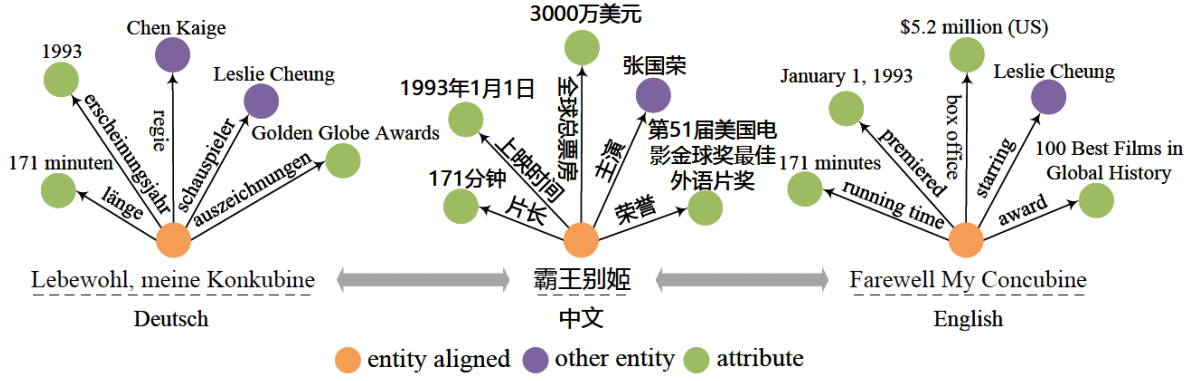 Chen Kaige
1993
Leslie Cheung
Golden Globe Awards
171 minuten
länge
erscheinungsjahr
regie
schauspieler
auszeichnungen
Lebewohl, meine Konkubine
Deutsch
3000万美元
1993年1月1日
张国荣
第51届美国电
影金球奖最佳
外语片奖
171分钟
片长
上映时间
全球总票房
主演
荣誉
霸王别姬
中文
$5.2 million (US)
January 1, 1993
Leslie Cheung
100 Best Films in
Global History
171 minutes
running time
premiered
box office
starring
award
Farewell My Concubine
English
entity aligned
other entity
attribute